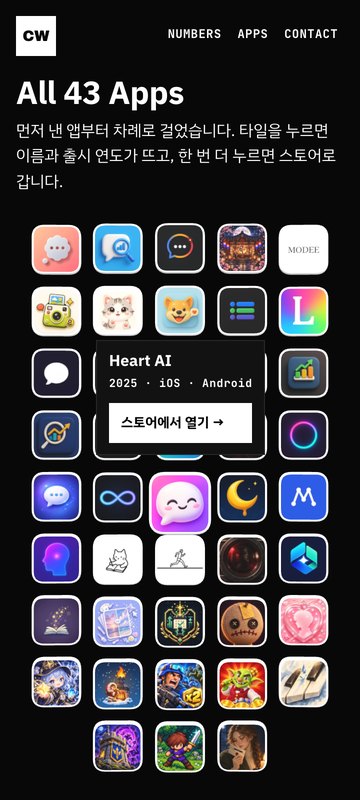 CW
NUMBERS APPS CONTACT
All 43 Apps
먼저 낸 앱부터 차례로 걸었습니다. 타일을 누르면
이름과 출시 연도가 뜨고, 한 번 더 누르면 스토어로
갑니다.
MODEE
L
Heart AI
2025 · iOS · Android
스토어에서 열기 →